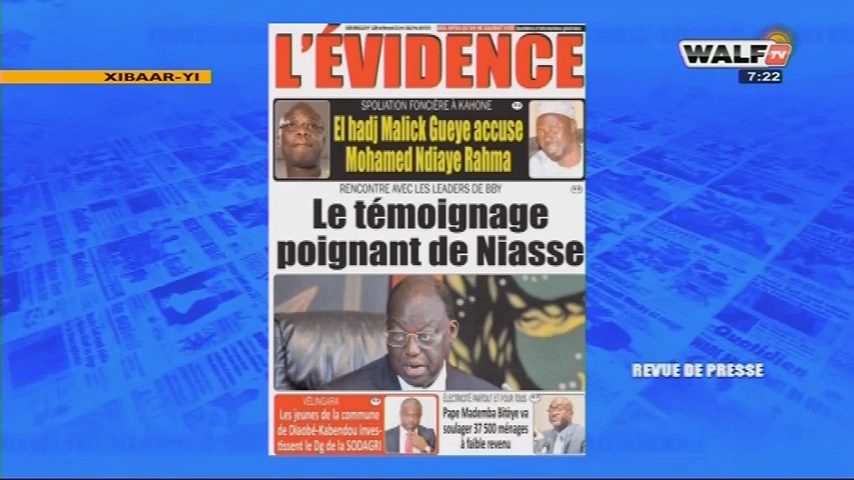 WALF TV
7:22
XIBAAR-YI
L'ÉVIDENCE
SPOLIATION FONCIÈRE À KAHONE
El hadj Malick Gueye accuse
Mohamed Ndiaye Rahma
RENCONTRE AVEC LES LEADERS DE BBY
Le témoignage
poignant de Niasse
REVUE DE PRESSE
VÉLINGARA
Les jeunes de la commune
de Diaobé-Kabendou inves-
tissent le Dg de la SODAGRI
ÉLECTRICITÉ PARTOUT ET POUR TOUS
Pape Mademba Bitèye va
soulager 37 500 ménages
à faible revenu
Quotidien